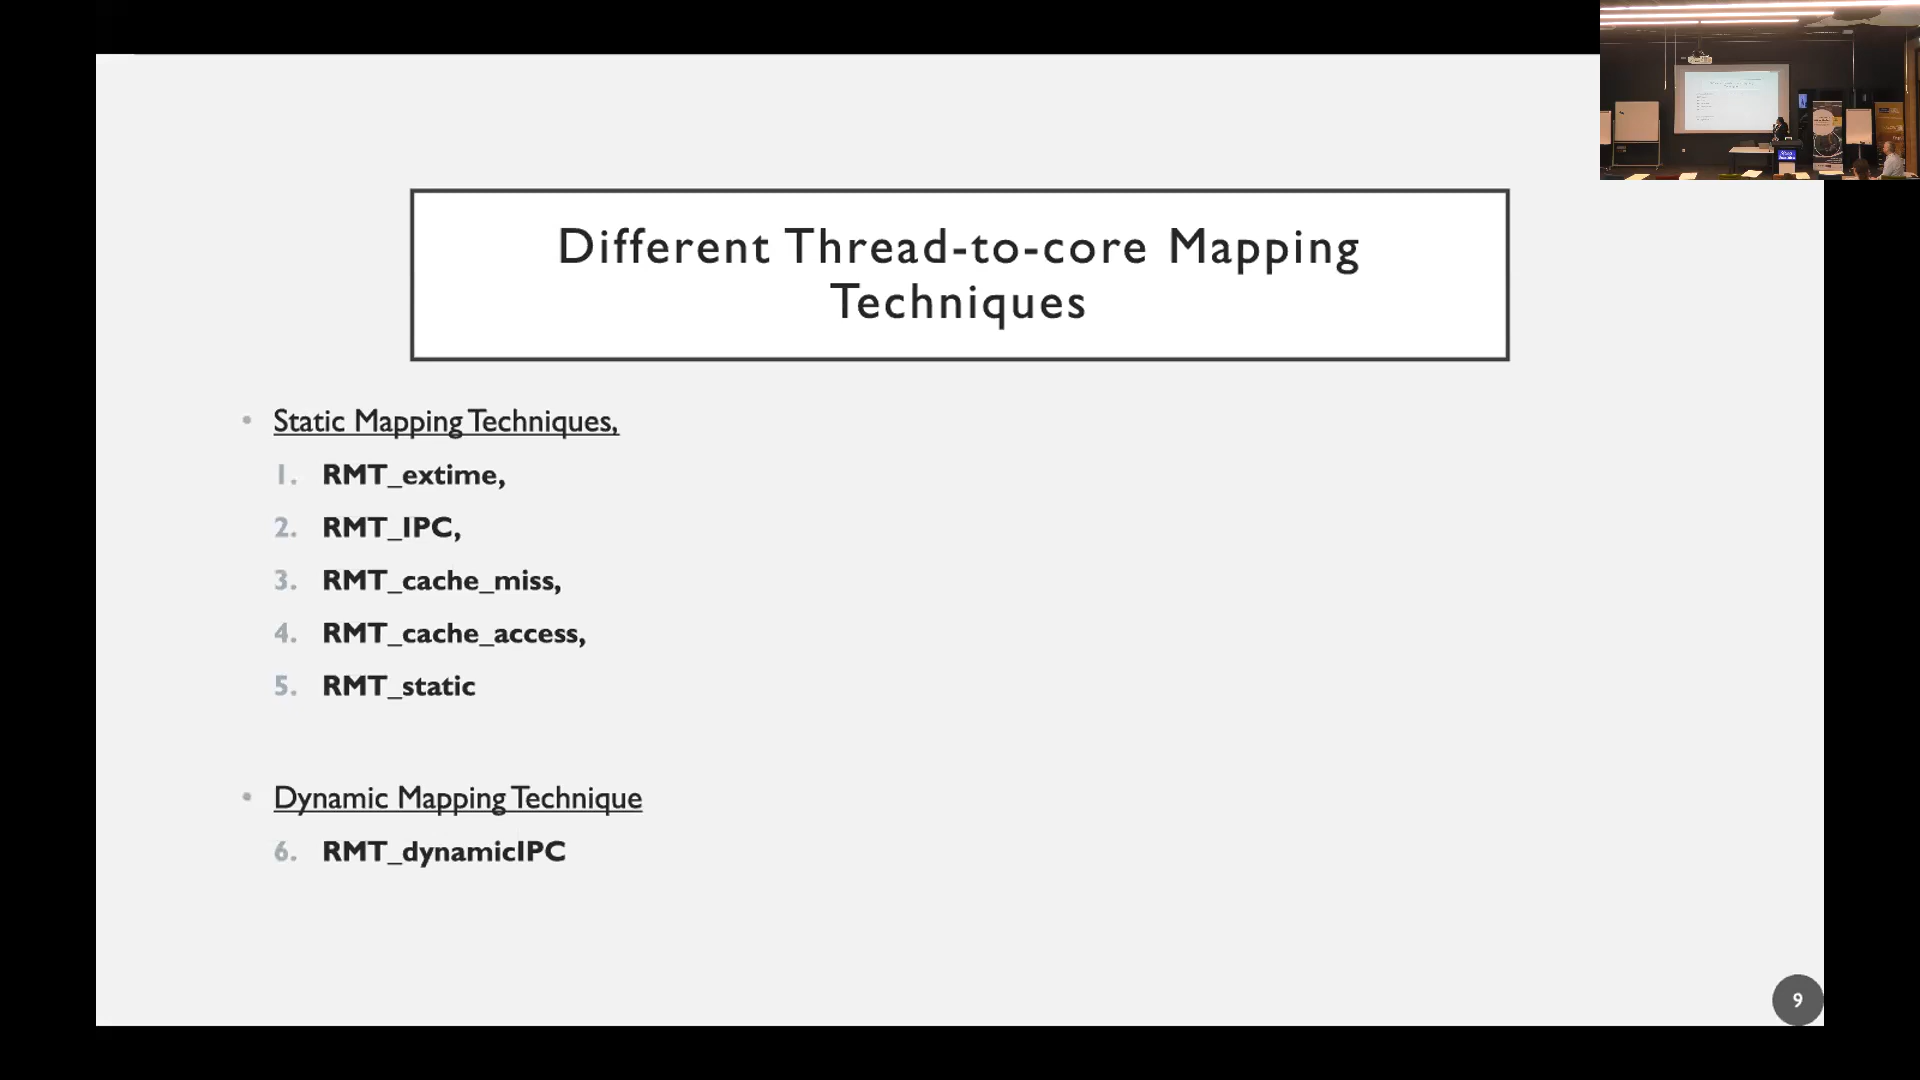 Different Thread-to-core Mapping
Techniques
• Static Mapping Techniques,
1. RMT_extime,
2. RMT_IPC,
3. RMT_cache_miss,
4. RMT_cache_access,
5. RMT_static
• Dynamic Mapping Technique
6. RMT_dynamicIPC
9